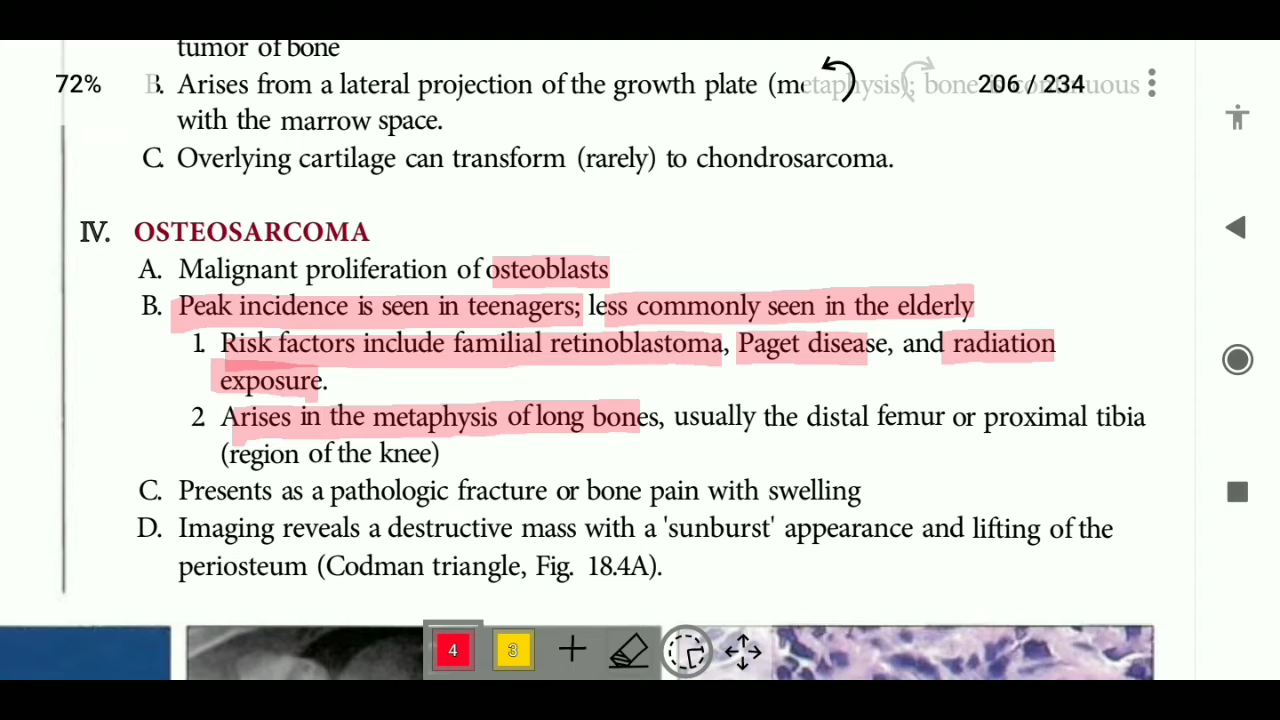 tumor of bone
72%
B. Arises from a lateral projection of the growth plate (metaphysis); bone is continuous
206 / 234
with the marrow space.
C. Overlying cartilage can transform (rarely) to chondrosarcoma.
IV. OSTEOSARCOMA
A. Malignant proliferation of osteoblasts
B. Peak incidence is seen in teenagers; less commonly seen in the elderly
1. Risk factors include familial retinoblastoma, Paget disease, and radiation
exposure.
2 Arises in the metaphysis of long bones, usually the distal femur or proximal tibia
(region of the knee)
C. Presents as a pathologic fracture or bone pain with swelling
D. Imaging reveals a destructive mass with a 'sunburst' appearance and lifting of the
periosteum (Codman triangle, Fig. 18.4A).
4 3